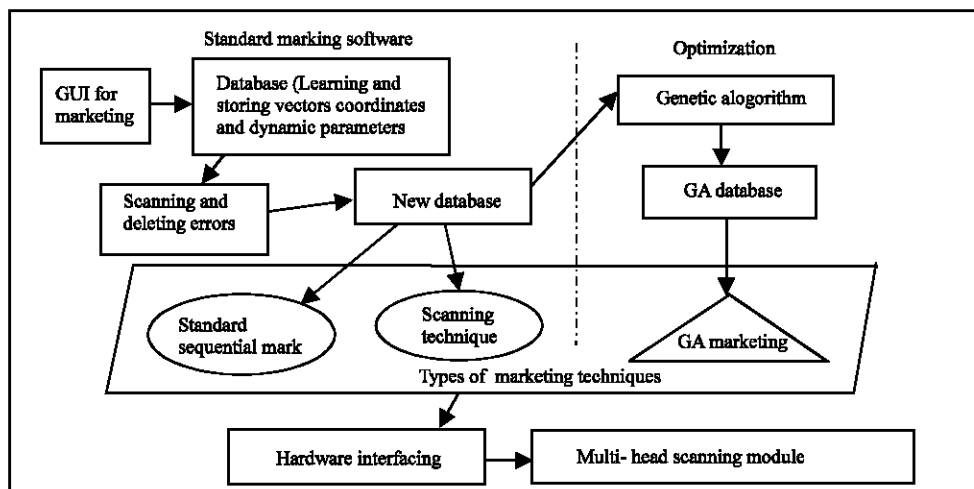 Standard marking software
Optimization
GUI for
marketing
Database (Learning and
storing vectors coordinates
and dynamic parameters
Genetic alogorithm
Scanning and
deleting errors
New database
GA database
Standard
sequential mark
Scanning
technique
GA marketing
Types of marketing techniques
Hardware interfacing
Multi- head scanning module